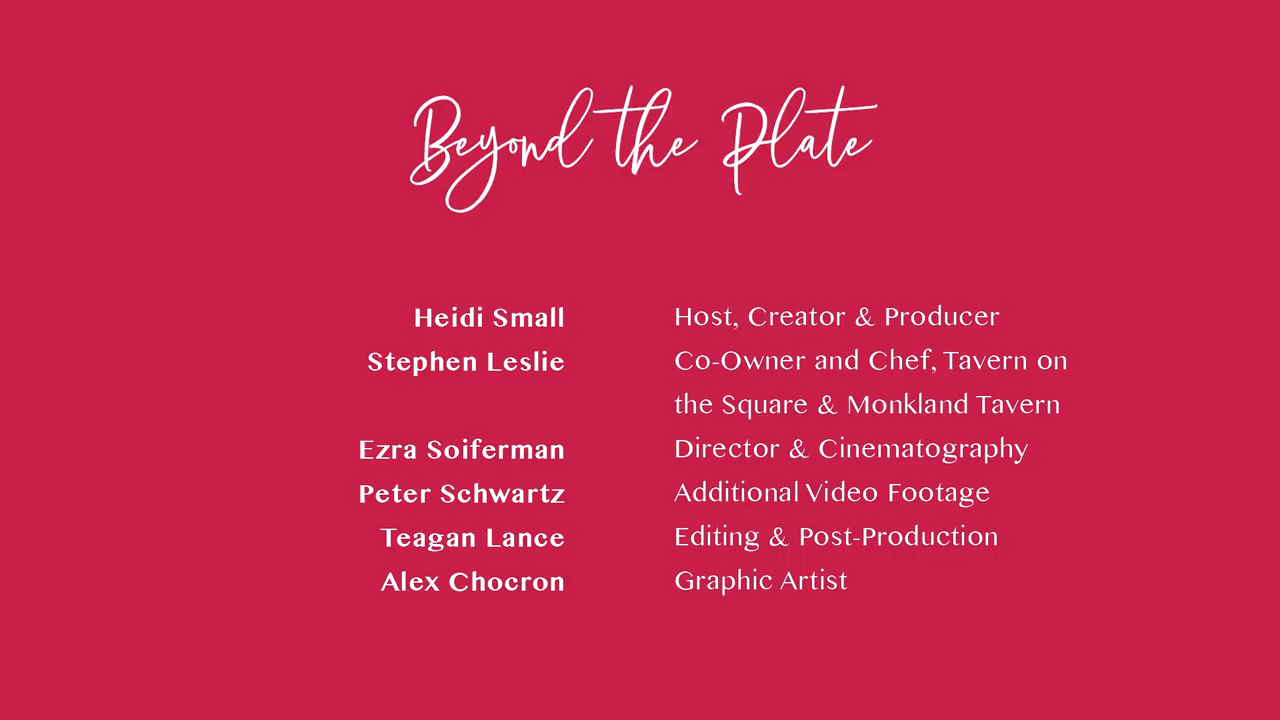 Beyond the Plate
Heidi Small Host, Creator & Producer
Stephen Leslie Co-Owner and Chef, Tavern on
the Square & Monkland Tavern
Ezra Soiferman Director & Cinematography
Peter Schwartz Additional Video Footage
Teagan Lance Editing & Post-Production
Alex Chocron Graphic Artist